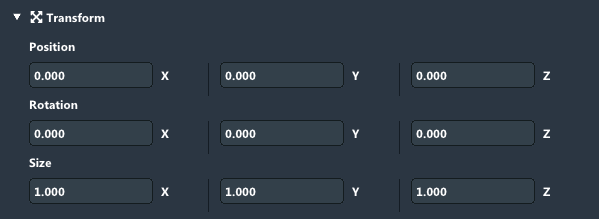 Transform
Position
0.000 X 0.000 Y 0.000 Z
Rotation
0.000 X 0.000 Y 0.000 Z
Size
1.000 X 1.000 Y 1.000 Z